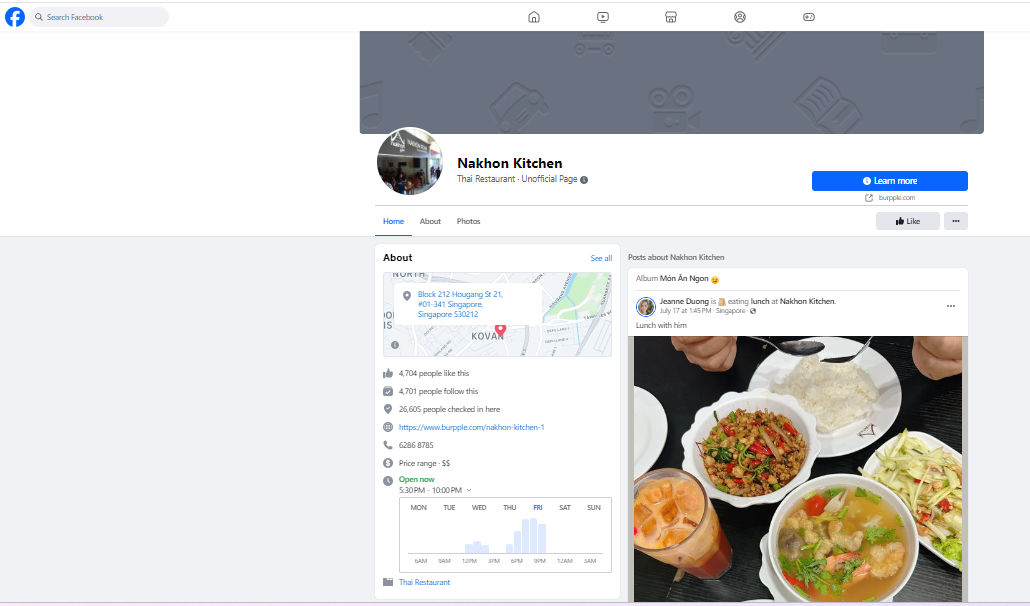 Search Facebook
Nakhon Kitchen
Thai Restaurant · Unofficial Page
Learn more
burpple.com
Home
About
Photos
Like
About
See all
NORTH
Block 212 Hougang St 21,
#01-341 Singapore,
Singapore 530212
KOVAN
4,704 people like this
4,701 people follow this
26,605 people checked in here
https://www.burpple.com/nakhon-kitchen-1
6286 8785
Price range · $$
Open now
5:30 PM - 10:00 PM
MON TUE WED THU FRI SAT SUN
6AM 9AM 12PM 3PM 6PM 9PM 12AM 3AM
Thai Restaurant
Posts about Nakhon Kitchen
Album Món Ăn Ngon 😋
Jeanne Duong is eating lunch at Nakhon Kitchen.
July 17 at 1:45 PM · Singapore ·
Lunch with him